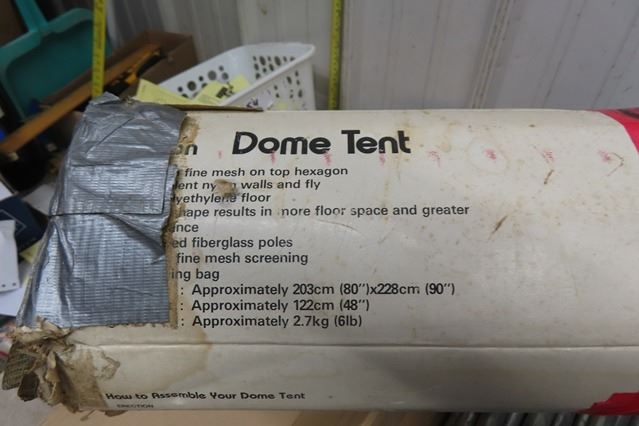 Dome Tent
fine mesh on top hexagon
walls and fly
floor
results in more floor space and greater
fiberglass poles
fine mesh screening
bag
: Approximately 203cm (80")x228cm (90")
: Approximately 122cm (48")
: Approximately 2.7kg (6lb)
How to Assemble Your Dome Tent
ERECTION